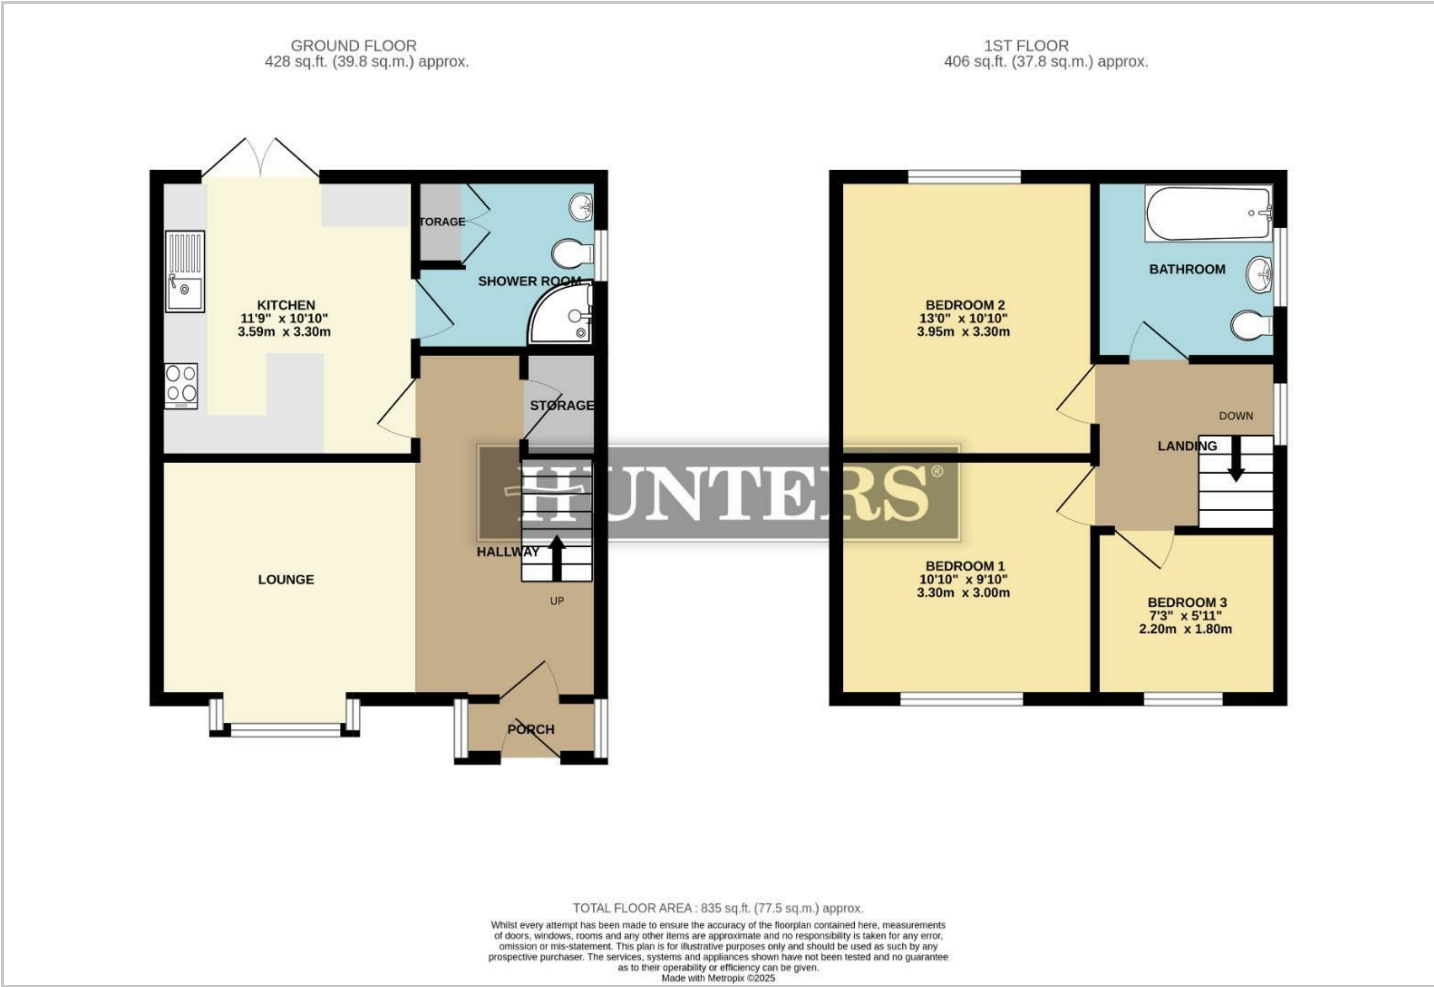 GROUND FLOOR
428 sq.ft. (39.8 sq.m.) approx.
1ST FLOOR
406 sq.ft. (37.8 sq.m.) approx.
TORAGE
SHOWER ROOM
KITCHEN
11'9" x 10'10"
3.59m x 3.30m
STORAGE
HALLWAY
LOUNGE
UP
PORCH
BATHROOM
BEDROOM 2
13'0" x 10'10"
3.95m x 3.30m
DOWN
LANDING
BEDROOM 1
10'10" x 9'10"
3.30m x 3.00m
BEDROOM 3
7'3" x 5'11"
2.20m x 1.80m
HUNTERS®
TOTAL FLOOR AREA : 835 sq.ft. (77.5 sq.m.) approx.
Whilst every attempt has been made to ensure the accuracy of the floorplan contained here, measurements
of doors, windows, rooms and any other items are approximate and no responsibility is taken for any error,
omission or mis-statement. This plan is for illustrative purposes only and should be used as such by any
prospective purchaser. The services, systems and appliances shown have not been tested and no guarantee
as to their operability or efficiency can be given.
Made with Metropix ©2025